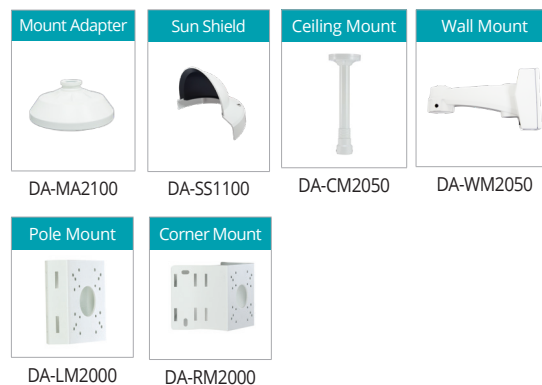 Mount Adapter
Sun Shield
Ceiling Mount
Wall Mount
DA-MA2100
DA-SS1100
DA-CM2050
DA-WM2050
Pole Mount
Corner Mount
DA-LM2000
DA-RM2000